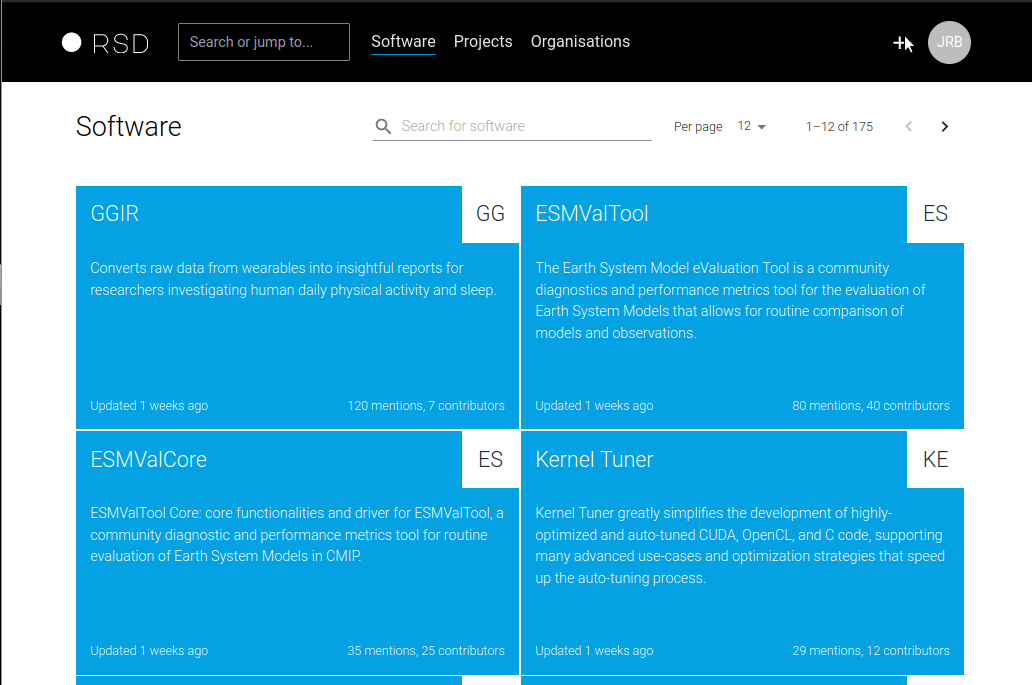 RSD
Search or jump to...
Software
Projects
Organisations
+
JRB
Software
Search for software
Per page
12
1–12 of 175
GGIR
GG
Converts raw data from wearables into insightful reports for
researchers investigating human daily physical activity and sleep.
Updated 1 weeks ago
120 mentions, 7 contributors
ESMValTool
ES
The Earth System Model eValuation Tool is a community
diagnostics and performance metrics tool for the evaluation of
Earth System Models that allows for routine comparison of
models and observations.
Updated 1 weeks ago
80 mentions, 40 contributors
ESMValCore
ES
ESMValTool Core: core functionalities and driver for ESMValTool, a
community diagnostic and performance metrics tool for routine
evaluation of Earth System Models in CMIP.
Updated 1 weeks ago
35 mentions, 25 contributors
Kernel Tuner
KE
Kernel Tuner greatly simplifies the development of highly-
optimized and auto-tuned CUDA, OpenCL, and C code, supporting
many advanced use-cases and optimization strategies that speed
up the auto-tuning process.
Updated 1 weeks ago
29 mentions, 12 contributors